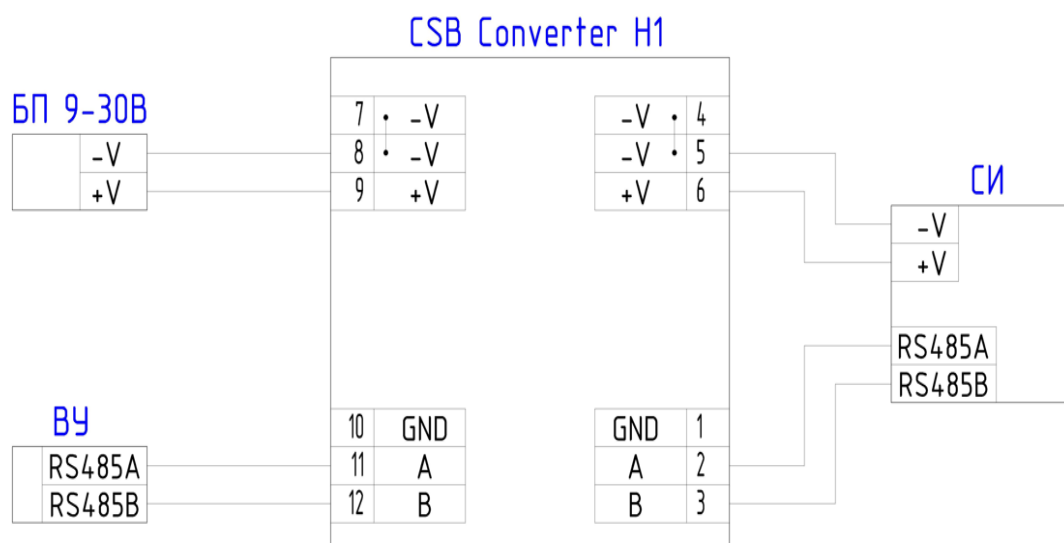 CSB Converter H1
БП 9-30В
-V
+V
7 -V
8 -V
9 +V
-V 4
-V 5
+V 6
СИ
-V
+V
RS485A
RS485B
ВУ
RS485A
RS485B
10 GND
11 A
12 B
GND 1
A 2
B 3